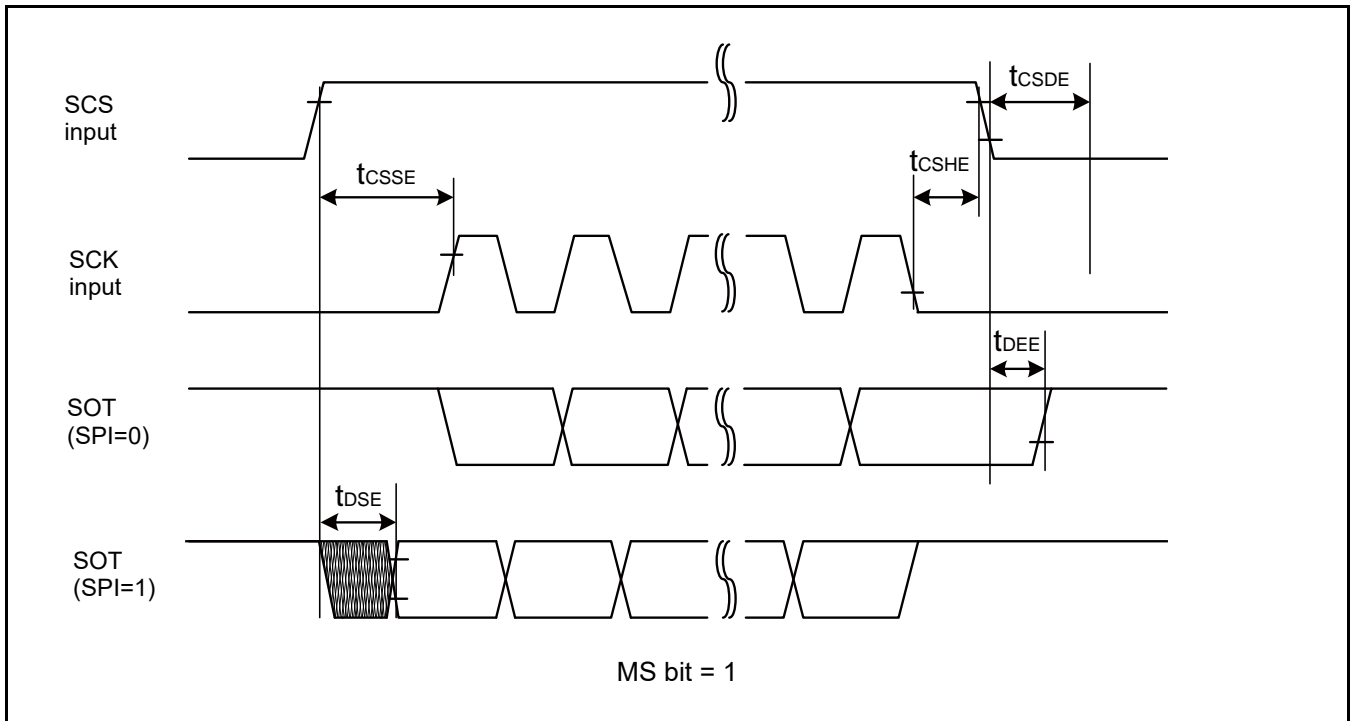 SCS
input
tCSDE
tCSHE
tCSSE
SCK
input
tDEE
SOT
(SPI=0)
tDSE
SOT
(SPI=1)
MS bit = 1